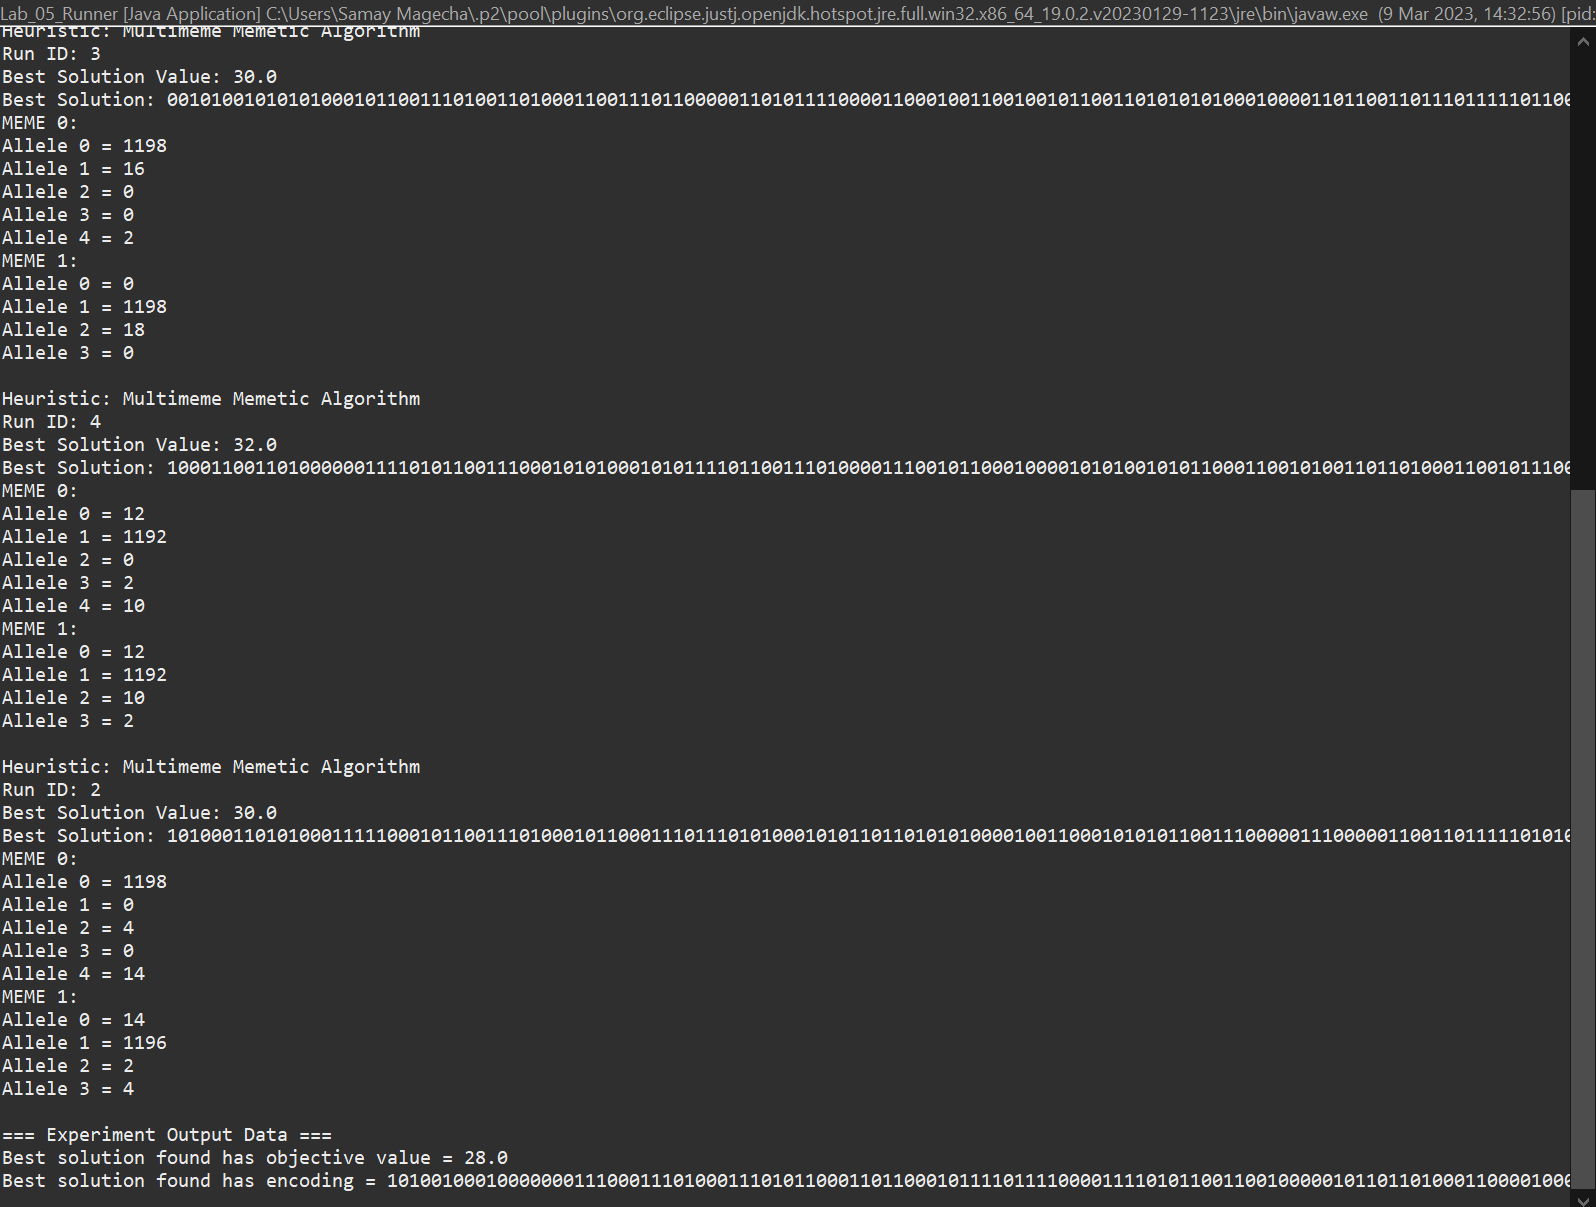 Lab_05_Runner [Java Application] C:\Users\Samay Magecha\.p2\pool\plugins\org.eclipse.justj.openjdk.hotspot.jre.full.win32.x86_64_19.0.2.v20230129-1123\jre\bin\javaw.exe (9 Mar 2023, 14:32:56) [pid:
Heuristic: Multimeme Memetic Algorithm
Run ID: 3
Best Solution Value: 30.0
Best Solution:
MEME 0:
Allele 0 = 1198
Allele 1 = 16
Allele 2 = 0
Allele 3 = 0
Allele 4 = 2
MEME 1:
Allele 0 = 0
Allele 1 = 1198
Allele 2 = 18
Allele 3 = 0
Heuristic: Multimeme Memetic Algorithm
Run ID: 4
Best Solution Value: 32.0
Best Solution:
MEME 0:
Allele 0 = 12
Allele 1 = 1192
Allele 2 = 0
Allele 3 = 2
Allele 4 = 10
MEME 1:
Allele 0 = 12
Allele 1 = 1192
Allele 2 = 10
Allele 3 = 2
Heuristic: Multimeme Memetic Algorithm
Run ID: 2
Best Solution Value: 30.0
Best Solution:
MEME 0:
Allele 0 = 1198
Allele 1 = 0
Allele 2 = 4
Allele 3 = 0
Allele 4 = 14
MEME 1:
Allele 0 = 14
Allele 1 = 1196
Allele 2 = 2
Allele 3 = 4
=== Experiment Output Data ===
Best solution found has objective value = 28.0
Best solution found has encoding =